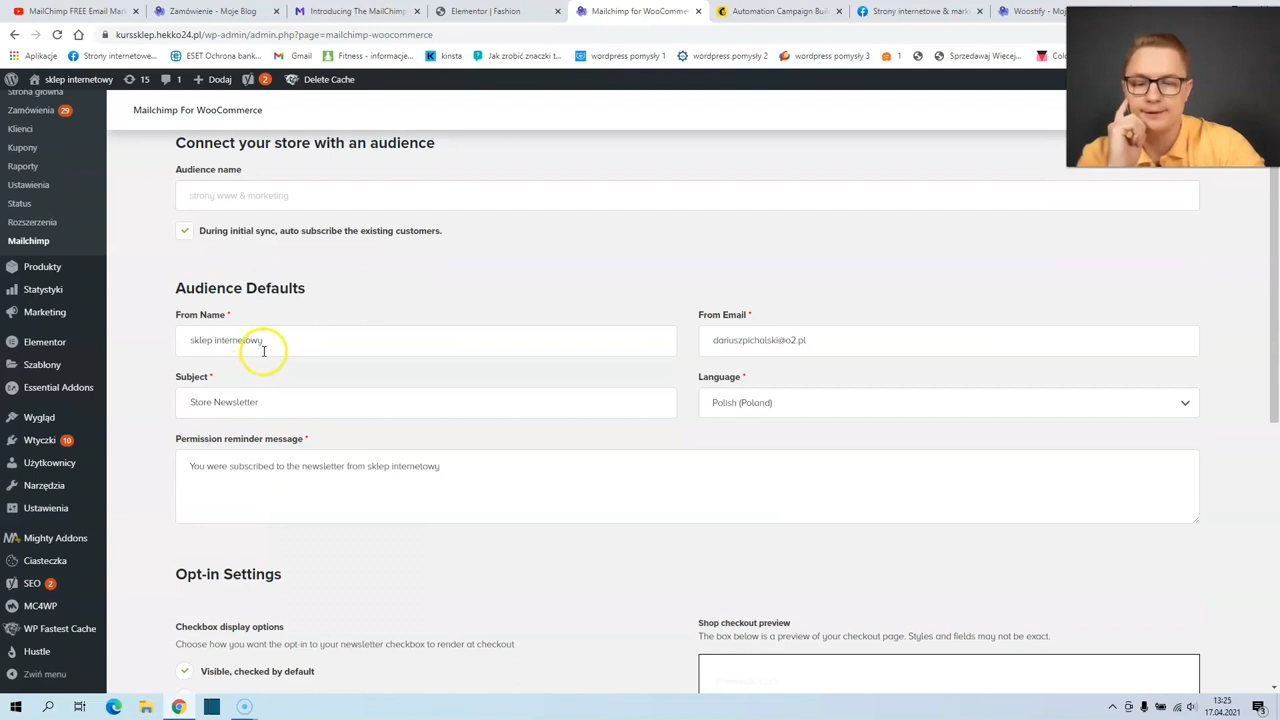 MailChimp FREE Email Mark
Zamówienia - Moje Blog
Introducing The MailChimp
Elementor | Fashion
Mailchimp for WooCommerc
Automation Campaign Buil
Strony internetowe & mark
Woostify - Mo
kurssklep.hekko24.pl/wp-admin/admin.php?page=mailchimp-woocommerce
Aplikacje
Strony internetowe...
ESET Ochrona banko...
Gmail
Fitness - informacje...
kinsta
Jak zrobić znaczki t...
wordpress pomysły 1
wordpress pomysły 2
wordpress pomysły 3
1
Sprzedawaj Więcej...
sklep internetowy
15
1
Dodaj
2
Delete Cache
Strona główna
Zamówienia 29
Klienci
Kupony
Raporty
Ustawienia
Status
Rozszerzenia
Mailchimp
Produkty
Statystyki
Marketing
Elementor
Szablony
Essential Addons
Wygląd
Wtyczki 10
Użytkownicy
Narzędzia
Ustawienia
Mighty Addons
Ciasteczka
SEO 2
MC4WP
WP Fastest Cache
Hustle
Zwiń menu
Mailchimp For WooCommerce
Connect your store with an audience
Audience name
strony www & marketing
During initial sync, auto subscribe the existing customers.
Audience Defaults
From Name *
From Email *
sklep internetowy
dariuszpichalski@o2.pl
Subject *
Language *
Store Newsletter
Polish (Poland)
Permission reminder message *
You were subscribed to the newsletter from sklep internetowy
Opt-in Settings
Checkbox display options
Shop checkout preview
Choose how you want the opt-in to your newsletter checkbox to render at checkout
The box below is a preview of your checkout page. Styles and fields may not be exact.
Visible, checked by default
13:25
17.04.2021
3